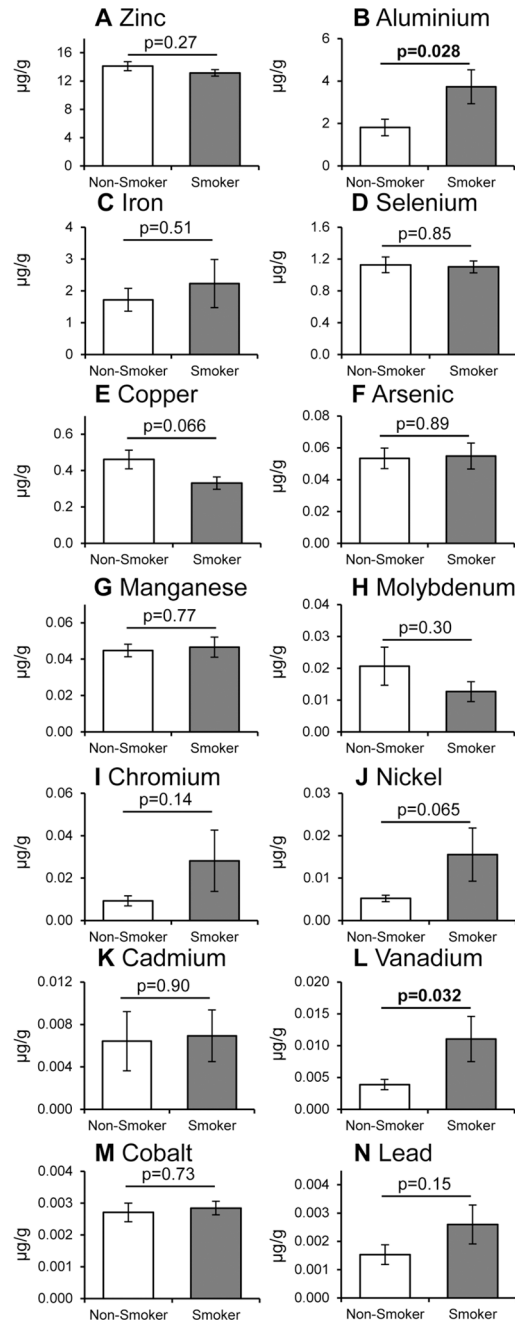 A Zinc
p=0.27
µg/g
16
12
8
4
0
Non-Smoker
Smoker
B Aluminium
p=0.028
µg/g
6
4
2
0
Non-Smoker
Smoker
C Iron
p=0.51
µg/g
4
3
2
1
0
Non-Smoker
Smoker
D Selenium
p=0.85
µg/g
1.6
1.2
0.8
0.4
0.0
Non-Smoker
Smoker
E Copper
p=0.066
µg/g
0.6
0.4
0.2
0.0
Non-Smoker
Smoker
F Arsenic
p=0.89
µg/g
0.08
0.06
0.04
0.02
0.00
Non-Smoker
Smoker
G Manganese
p=0.77
µg/g
0.06
0.04
0.02
0.00
Non-Smoker
Smoker
H Molybdenum
p=0.30
µg/g
0.04
0.03
0.02
0.01
0.00
Non-Smoker
Smoker
I Chromium
p=0.14
µg/g
0.06
0.04
0.02
0.00
Non-Smoker
Smoker
J Nickel
p=0.065
µg/g
0.03
0.02
0.01
0.00
Non-Smoker
Smoker
K Cadmium
p=0.90
µg/g
0.012
0.009
0.006
0.003
0.000
Non-Smoker
Smoker
L Vanadium
p=0.032
µg/g
0.020
0.015
0.010
0.005
0.000
Non-Smoker
Smoker
M Cobalt
p=0.73
µg/g
0.004
0.003
0.002
0.001
0.000
Non-Smoker
Smoker
N Lead
p=0.15
µg/g
0.004
0.003
0.002
0.001
0.000
Non-Smoker
Smoker